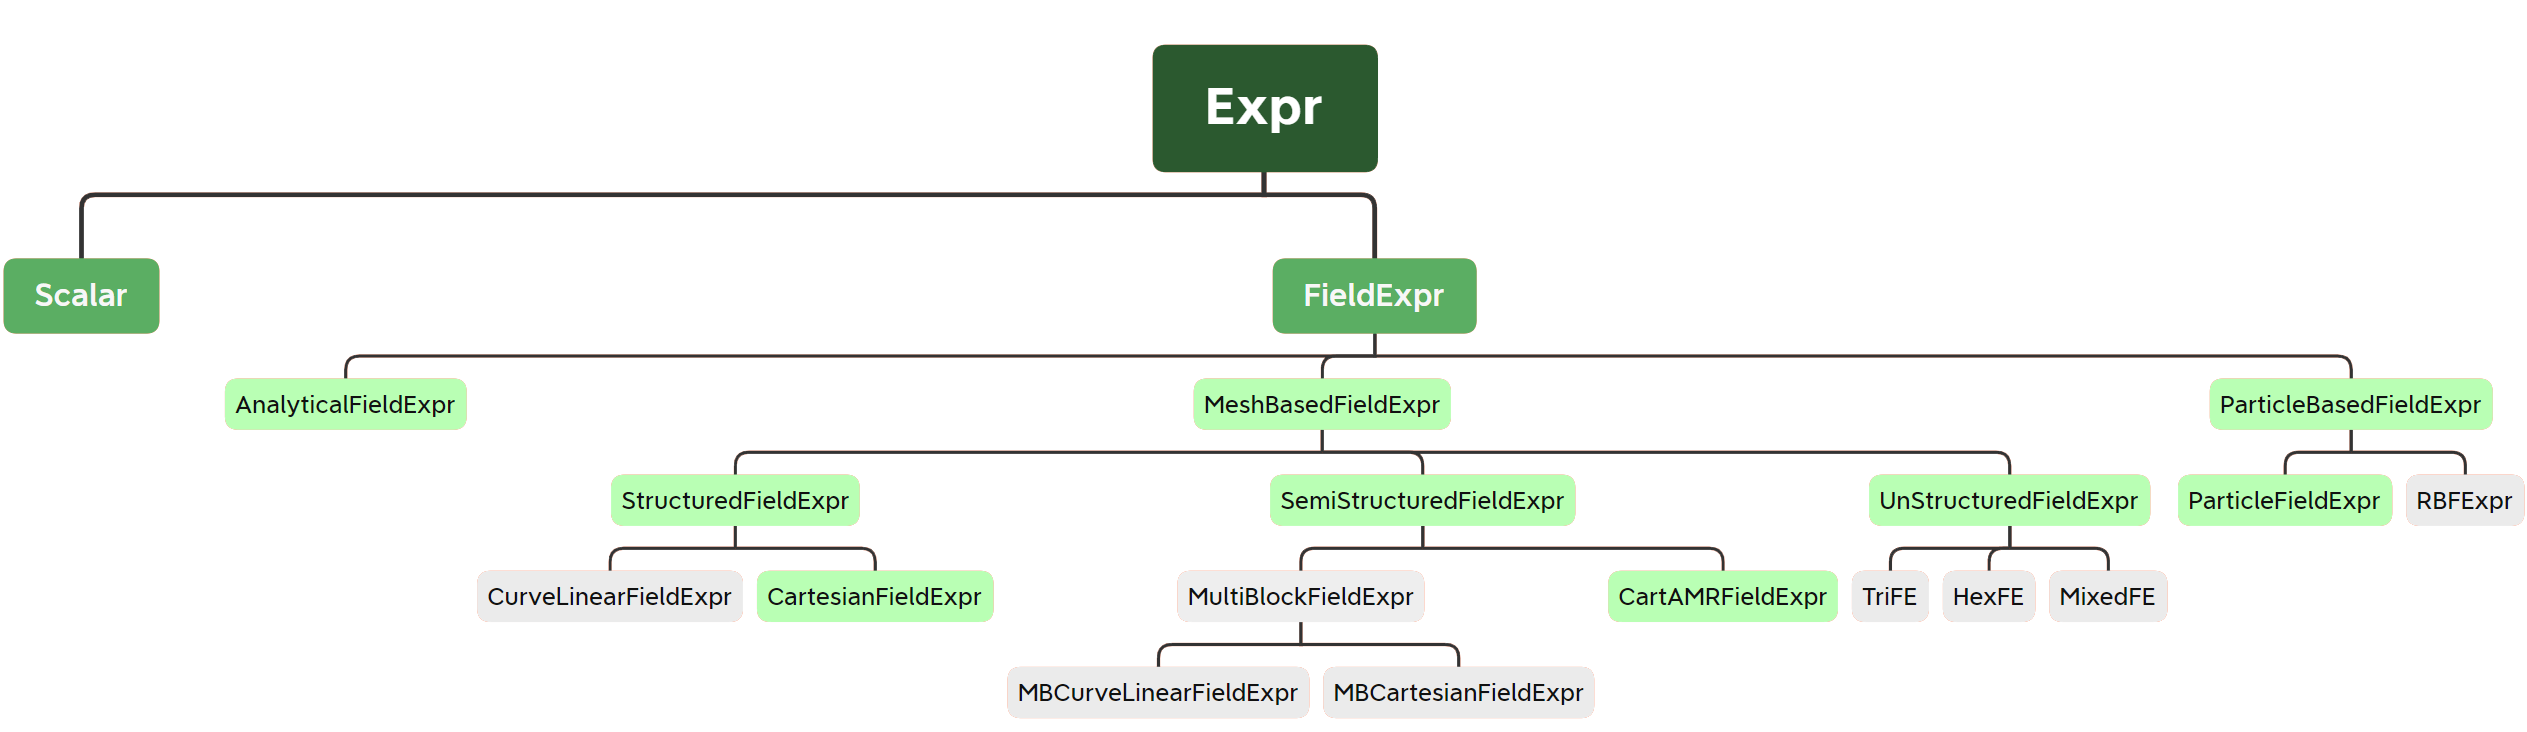 Expr
Scalar
FieldExpr
AnalyticalFieldExpr
MeshBasedFieldExpr
ParticleBasedFieldExpr
StructuredFieldExpr
SemiStructuredFieldExpr
UnStructuredFieldExpr
ParticleFieldExpr
RBFExpr
CurveLinearFieldExpr
CartesianFieldExpr
MultiBlockFieldExpr
CartAMRFieldExpr
TriFE
HexFE
MixedFE
MBCurveLinearFieldExpr
MBCartesianFieldExpr